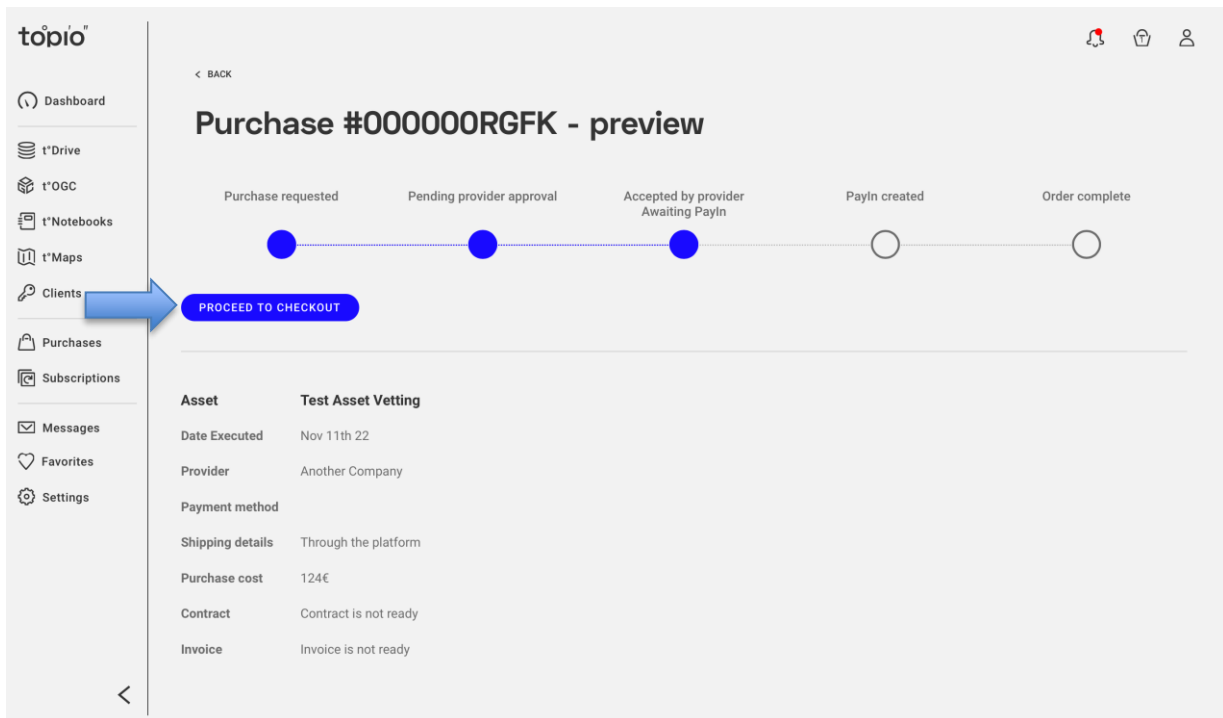 topio"
Dashboard
t°Drive
t°OGC
t°Notebooks
t°Maps
Clients
Purchases
Subscriptions
Messages
Favorites
Settings
< BACK
Purchase #000000RGFK - preview
Purchase requested
Pending provider approval
Accepted by provider
Awaiting PayIn
PayIn created
Order complete
PROCEED TO CHECKOUT
Asset Test Asset Vetting
Date Executed Nov 11th 22
Provider Another Company
Payment method
Shipping details Through the platform
Purchase cost 124€
Contract Contract is not ready
Invoice Invoice is not ready